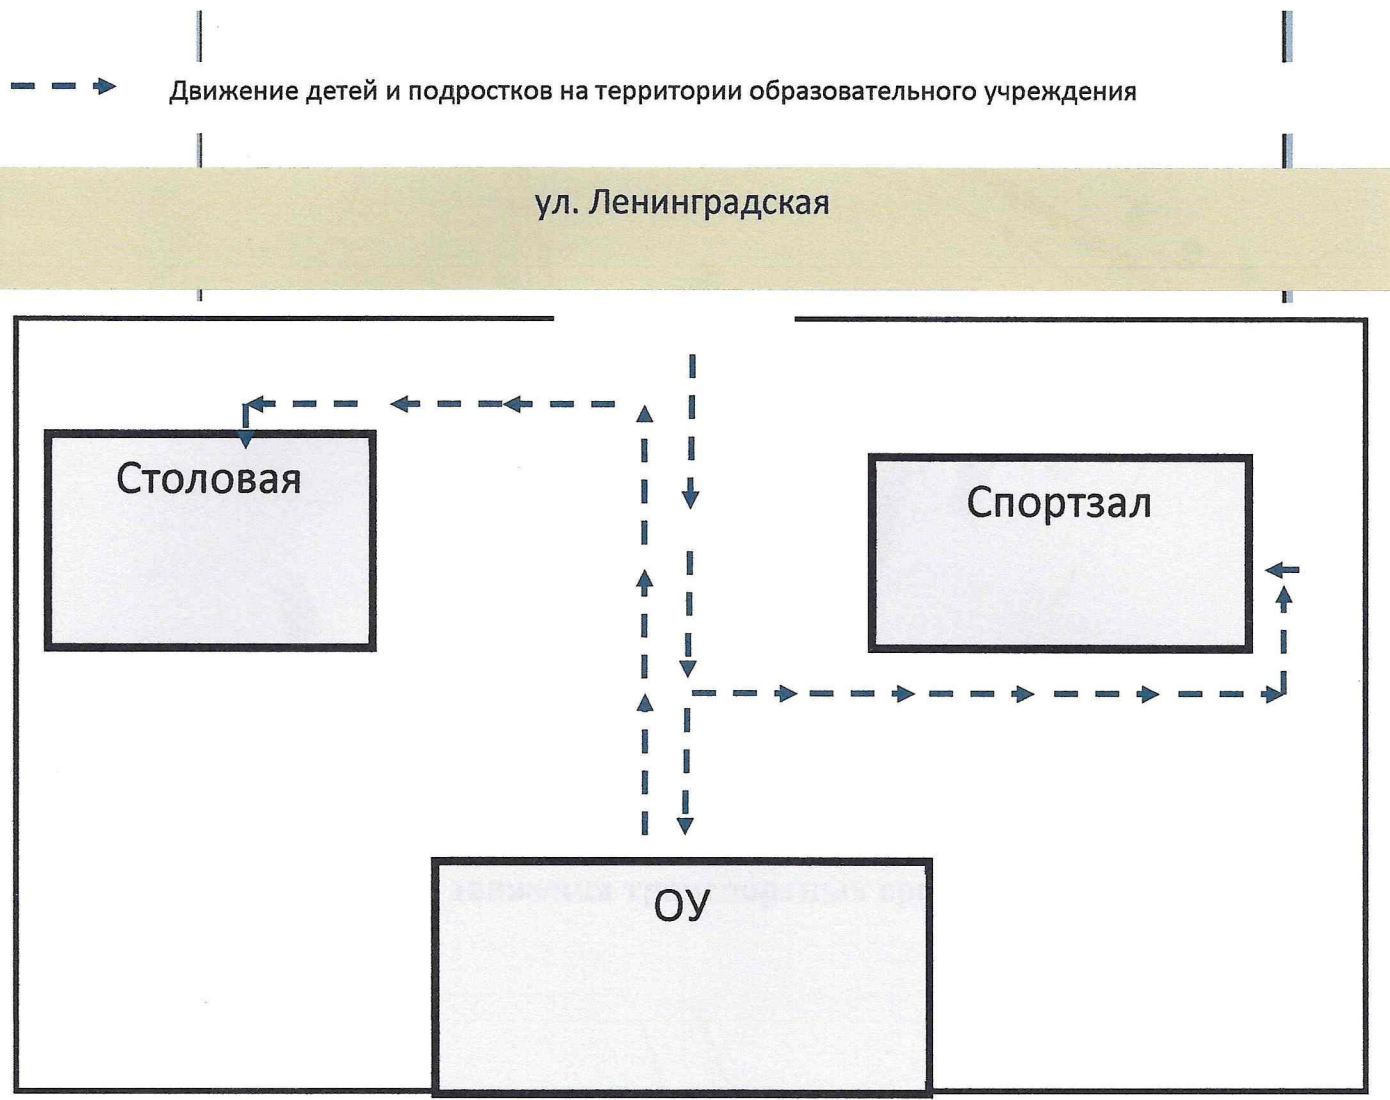 Движение детей и подростков на территории образовательного учреждения
ул. Ленинградская
Столовая
Спортзал
ОУ